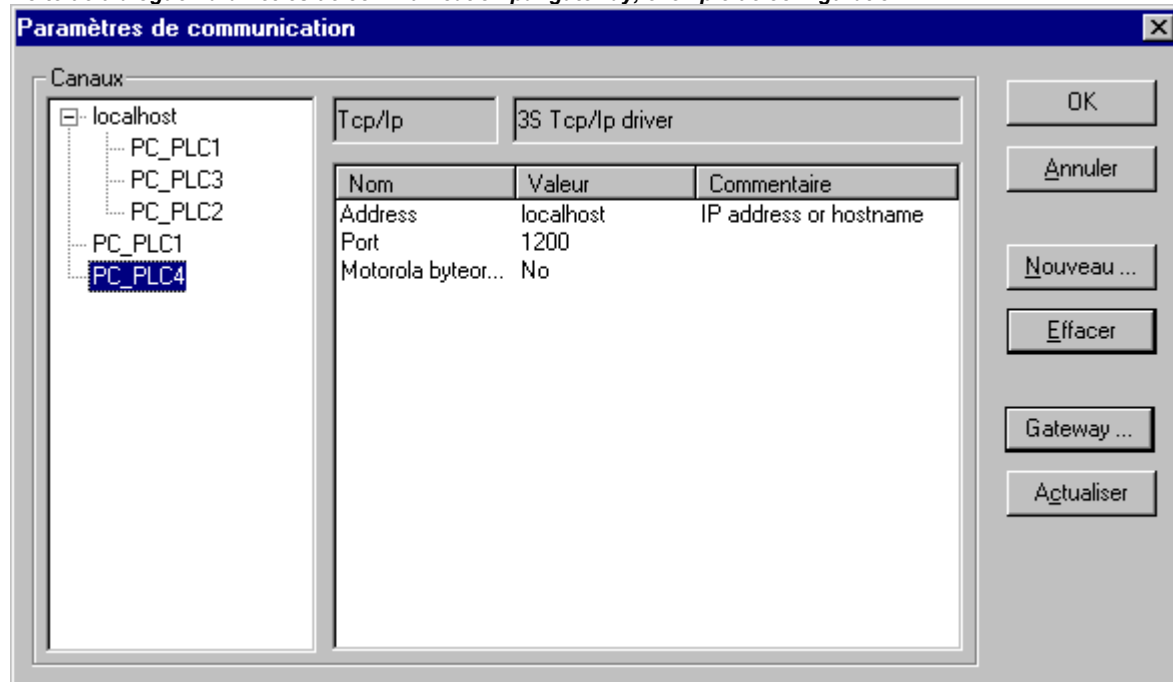 Paramètres de communication
Canaux
localhost
PC_PLC1
PC_PLC3
PC_PLC2
PC_PLC1
PC_PLC4
Tcp/Ip 3S Tcp/Ip driver
Nom Valeur Commentaire
Address localhost IP address or hostname
Port 1200
Motorola byteor... No
OK
Annuler
Nouveau ...
Effacer
Gateway ...
Actualiser